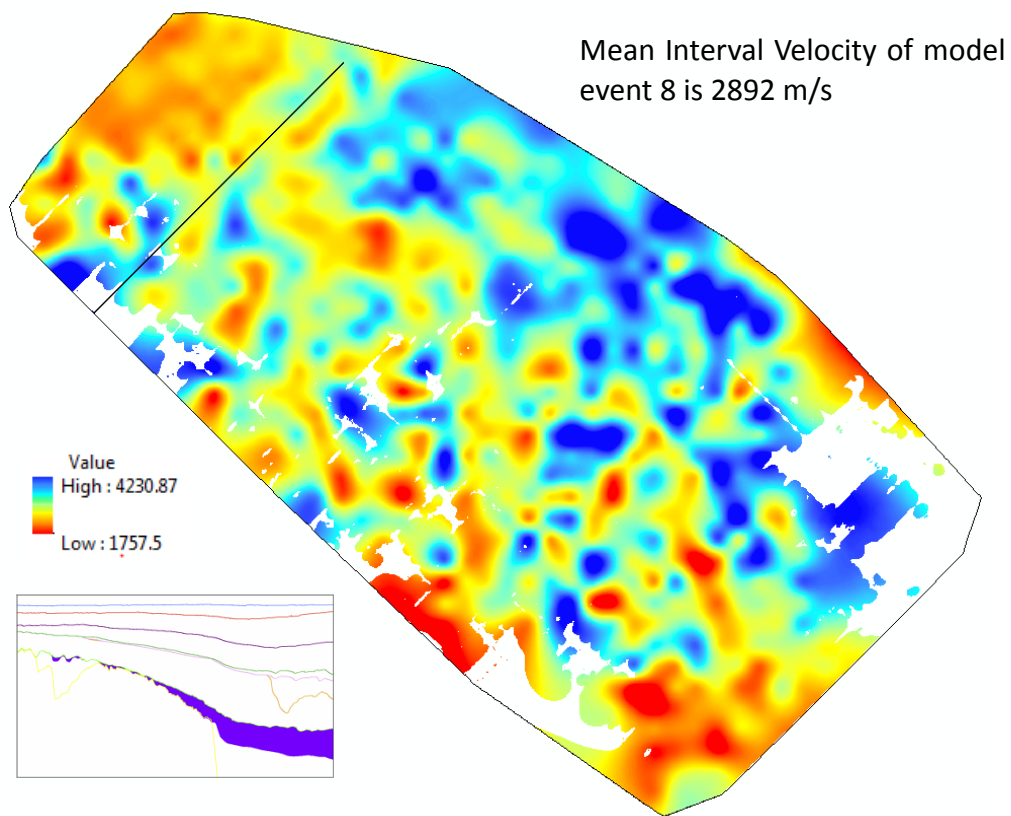 Mean Interval Velocity of model
event 8 is 2892 m/s
Value
High : 4230.87
Low : 1757.5